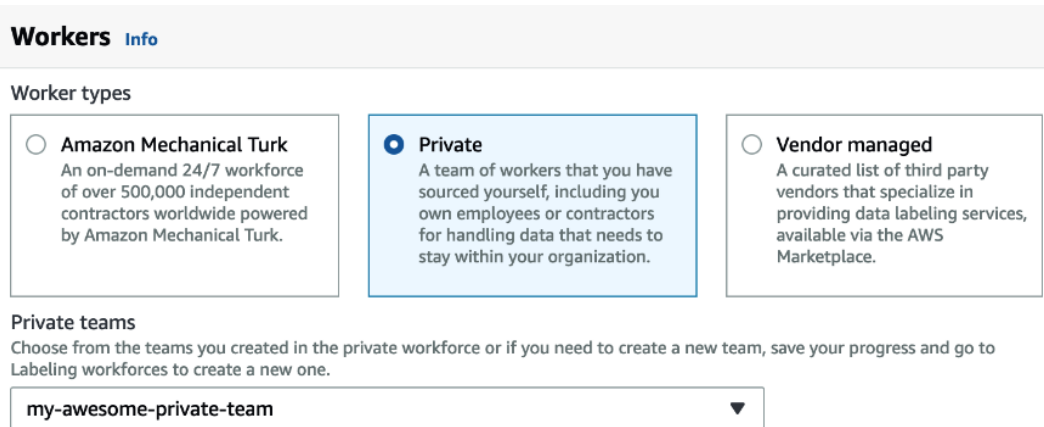 Workers Info
Worker types
Amazon Mechanical Turk
An on-demand 24/7 workforce
of over 500,000 independent
contractors worldwide powered
by Amazon Mechanical Turk.
Private
A team of workers that you have
sourced yourself, including you
own employees or contractors
for handling data that needs to
stay within your organization.
Vendor managed
A curated list of third party
vendors that specialize in
providing data labeling services,
available via the AWS
Marketplace.
Private teams
Choose from the teams you created in the private workforce or if you need to create a new team, save your progress and go to
Labeling workforces to create a new one.
my-awesome-private-team